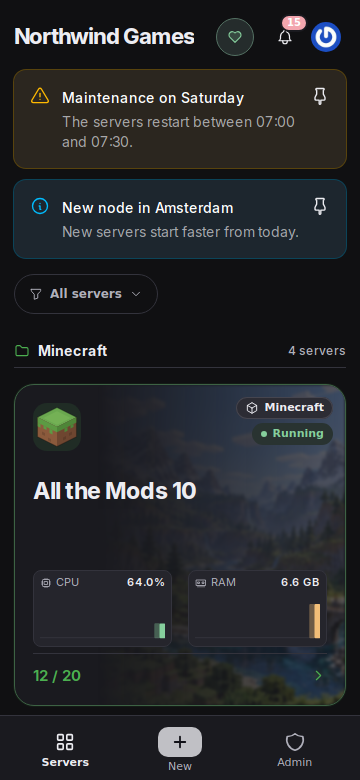 Northwind Games
15
Maintenance on Saturday
The servers restart between 07:00
and 07:30.
New node in Amsterdam
New servers start faster from today.
All servers
Minecraft
4 servers
Minecraft
Running
All the Mods 10
CPU
64.0%
RAM
6.6 GB
12 / 20
Servers
New
Admin